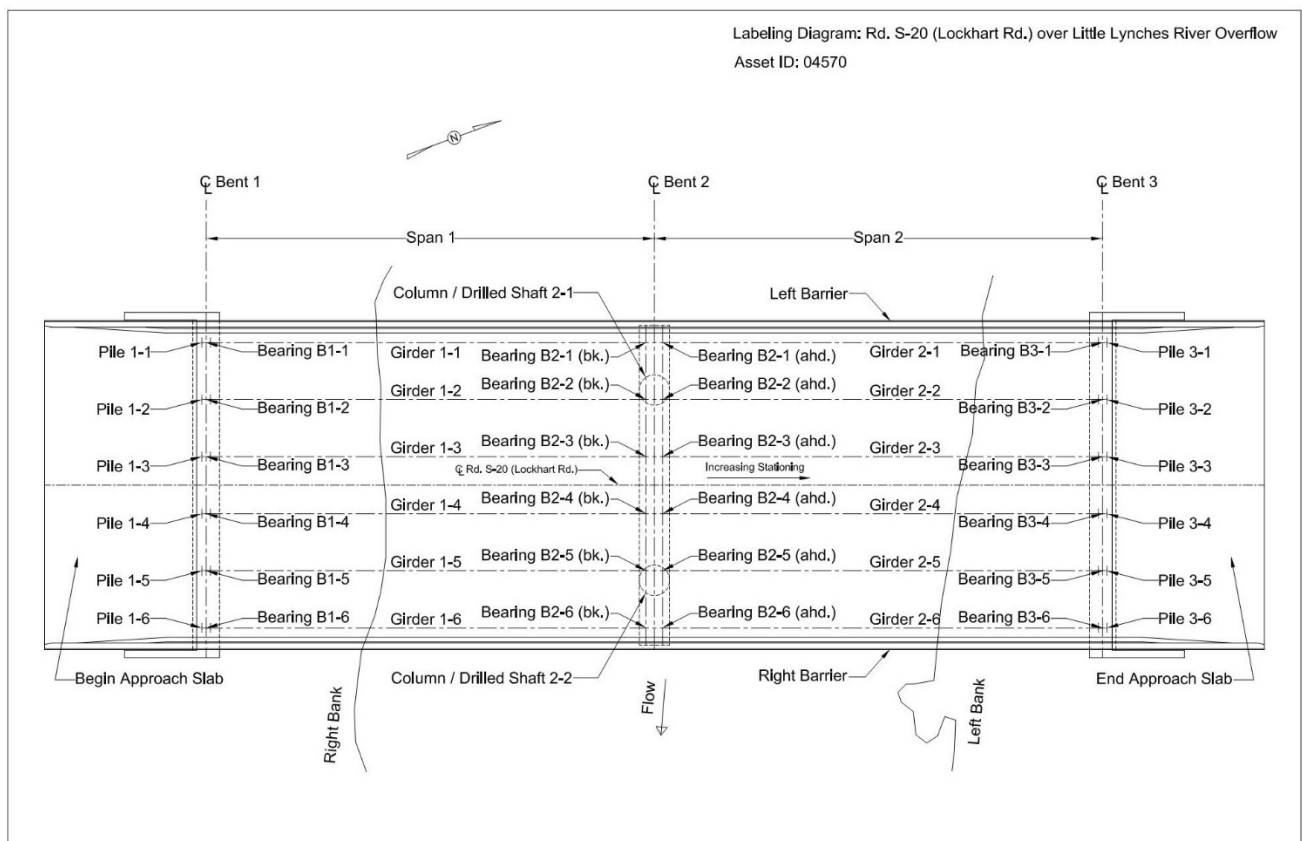 Labeling Diagram: Rd. S-20 (Lockhart Rd.) over Little Lynches River Overflow
Asset ID: 04570
N
℄ Bent 1
℄ Bent 2
℄ Bent 3
Span 1
Span 2
Column / Drilled Shaft 2-1
Left Barrier
Pile 1-1
Bearing B1-1
Girder 1-1
Bearing B2-1 (bk.)
Bearing B2-1 (ahd.)
Girder 2-1
Bearing B3-1
Pile 3-1
Pile 1-2
Bearing B1-2
Girder 1-2
Bearing B2-2 (bk.)
Bearing B2-2 (ahd.)
Girder 2-2
Bearing B3-2
Pile 3-2
Pile 1-3
Bearing B1-3
Girder 1-3
Bearing B2-3 (bk.)
Bearing B2-3 (ahd.)
Girder 2-3
Bearing B3-3
Pile 3-3
℄ Rd. S-20 (Lockhart Rd.)
Increasing Stationing
Pile 1-4
Bearing B1-4
Girder 1-4
Bearing B2-4 (bk.)
Bearing B2-4 (ahd.)
Girder 2-4
Bearing B3-4
Pile 3-4
Pile 1-5
Bearing B1-5
Girder 1-5
Bearing B2-5 (bk.)
Bearing B2-5 (ahd.)
Girder 2-5
Bearing B3-5
Pile 3-5
Pile 1-6
Bearing B1-6
Girder 1-6
Bearing B2-6 (bk.)
Bearing B2-6 (ahd.)
Girder 2-6
Bearing B3-6
Pile 3-6
Begin Approach Slab
Column / Drilled Shaft 2-2
Right Barrier
End Approach Slab
Right Bank
Flow
Left Bank